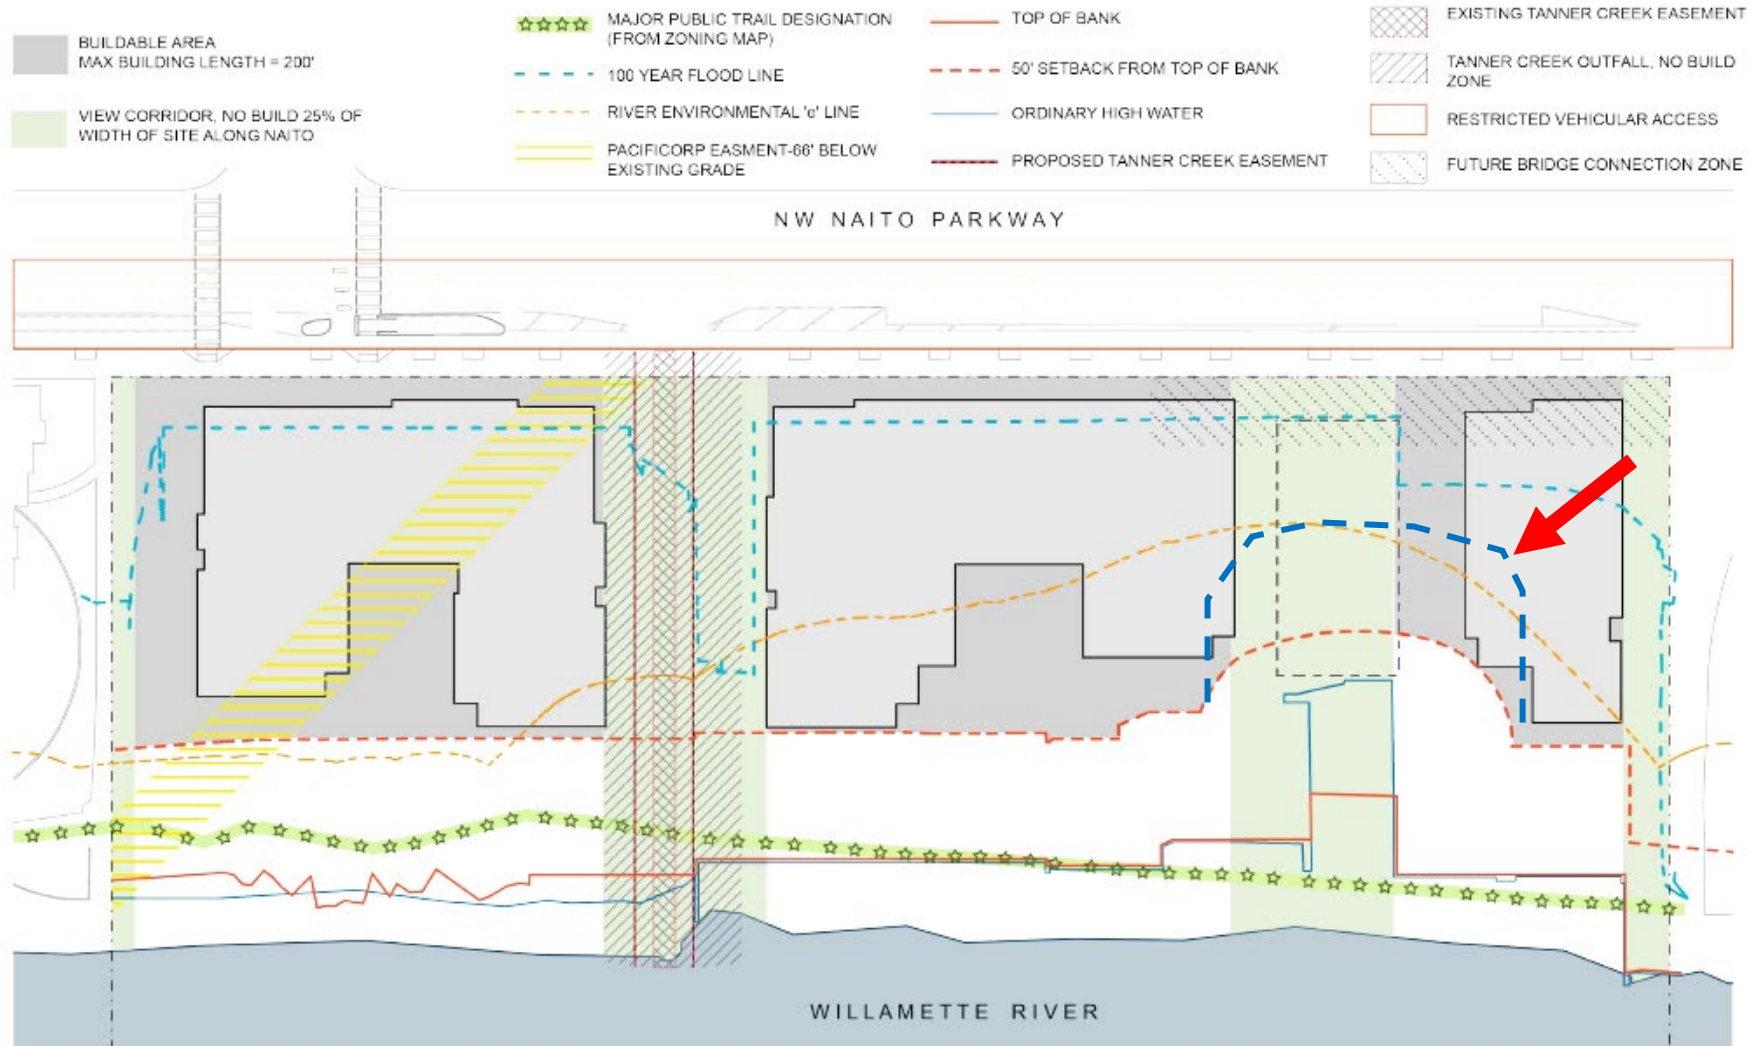 BUILDABLE AREA
MAX BUILDING LENGTH = 200'
VIEW CORRIDOR, NO BUILD 25% OF
WIDTH OF SITE ALONG NAITO
MAJOR PUBLIC TRAIL DESIGNATION
(FROM ZONING MAP)
100 YEAR FLOOD LINE
RIVER ENVIRONMENTAL 'e' LINE
PACIFICORP EASMENT-66' BELOW
EXISTING GRADE
TOP OF BANK
50' SETBACK FROM TOP OF BANK
ORDINARY HIGH WATER
PROPOSED TANNER CREEK EASEMENT
EXISTING TANNER CREEK EASEMENT
TANNER CREEK OUTFALL, NO BUILD
ZONE
RESTRICTED VEHICULAR ACCESS
FUTURE BRIDGE CONNECTION ZONE
NW NAITO PARKWAY
WILLAMETTE RIVER